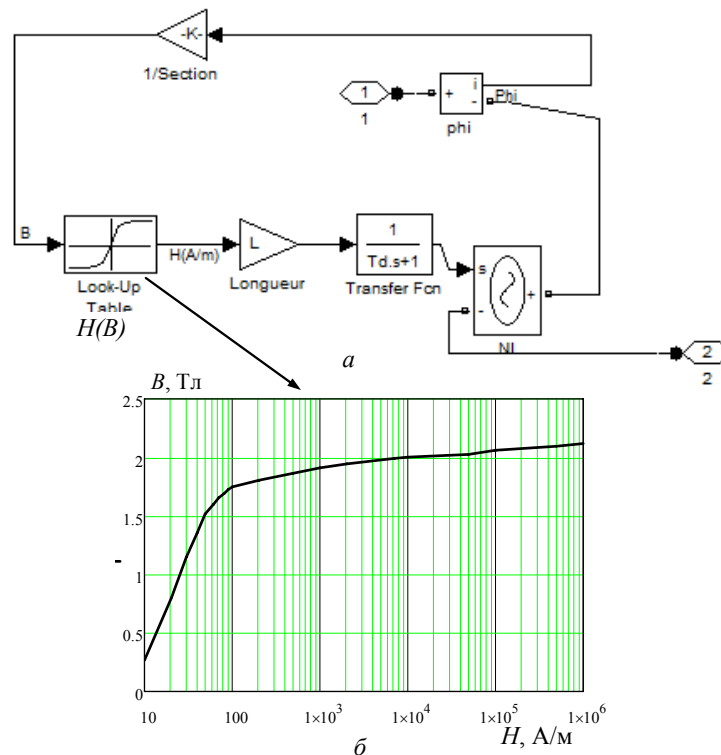 -K-
1/Section
1
1
+
i
-
Phi
phi
B
Look-Up
Table
H(A/m)
L
Longueur
1
Td.s+1
Transfer Fcn
s
-
+
NI
2
2
H(B)
а
B, Тл
2.5
2
1.5
1
0.5
0
10
100
1×10³
1×10⁴
1×10⁵
1×10⁶
H, А/м
б